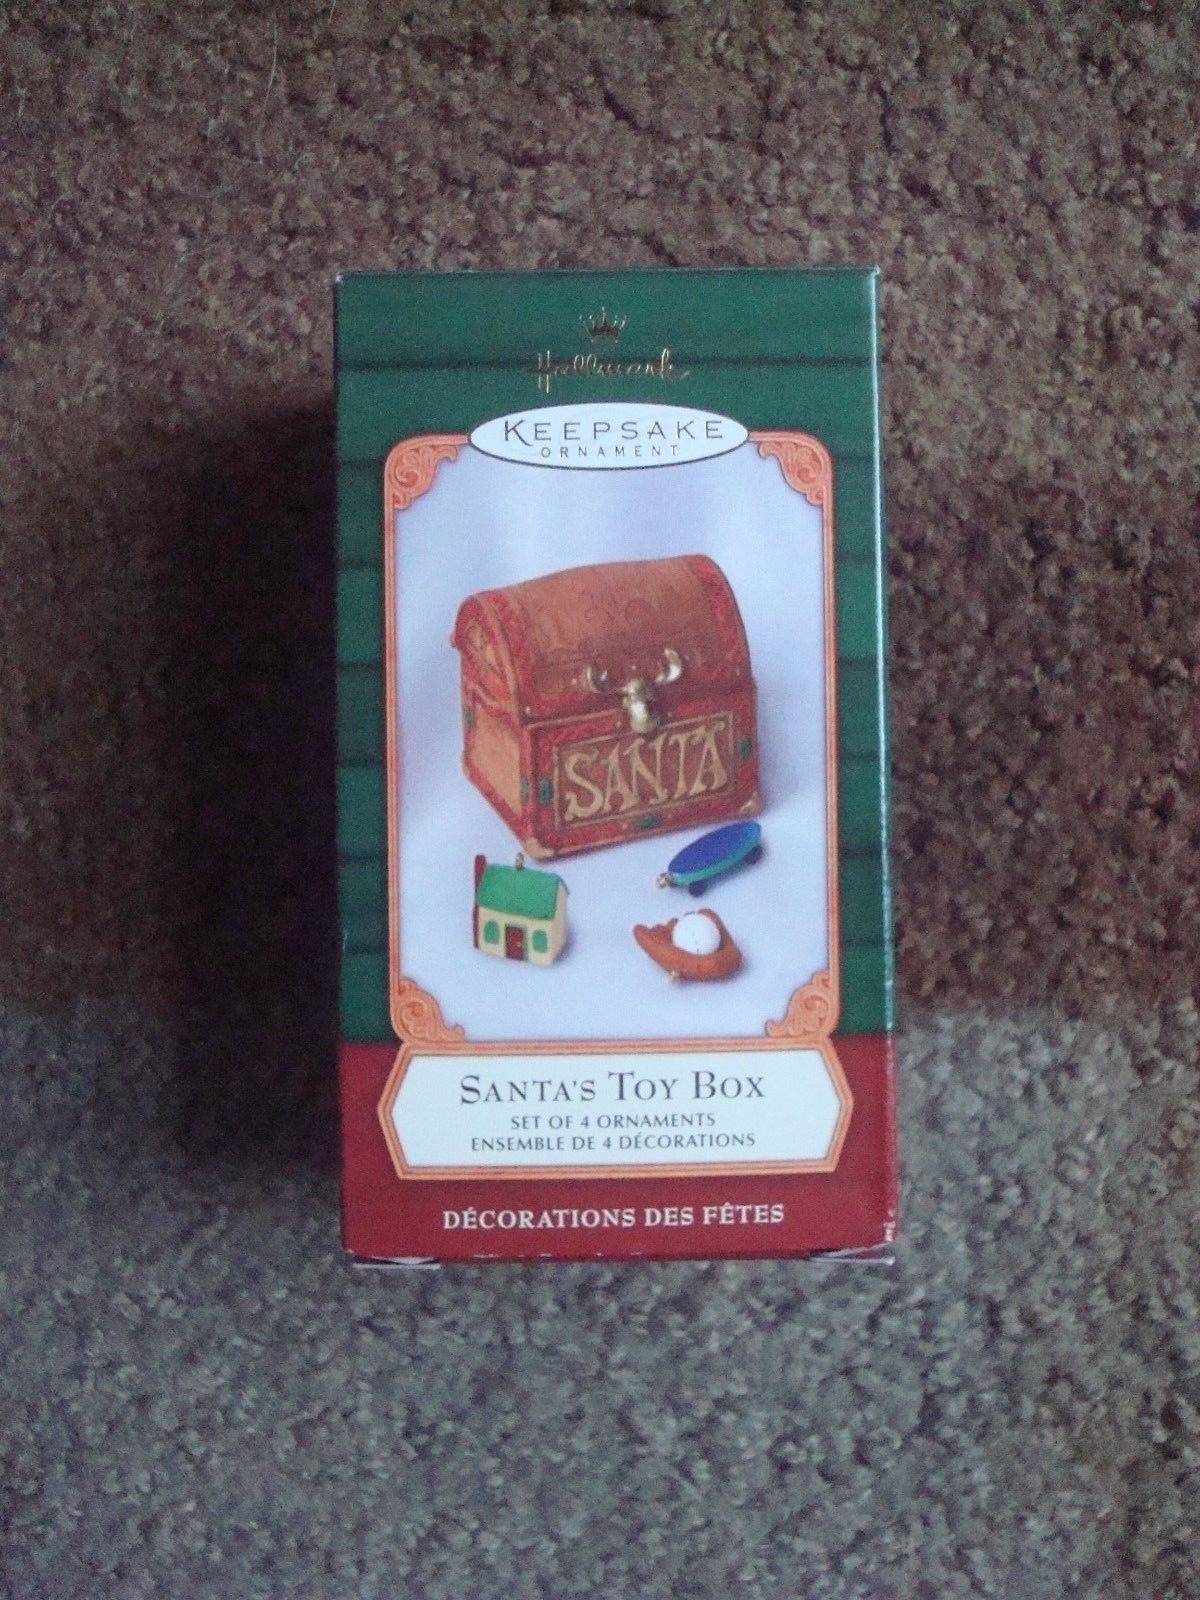 Hallmark
KEEPSAKE
ORNAMENT
SANTA
SANTA'S TOY BOX
SET OF 4 ORNAMENTS
ENSEMBLE DE 4 DÉCORATIONS
DÉCORATIONS DES FÊTES